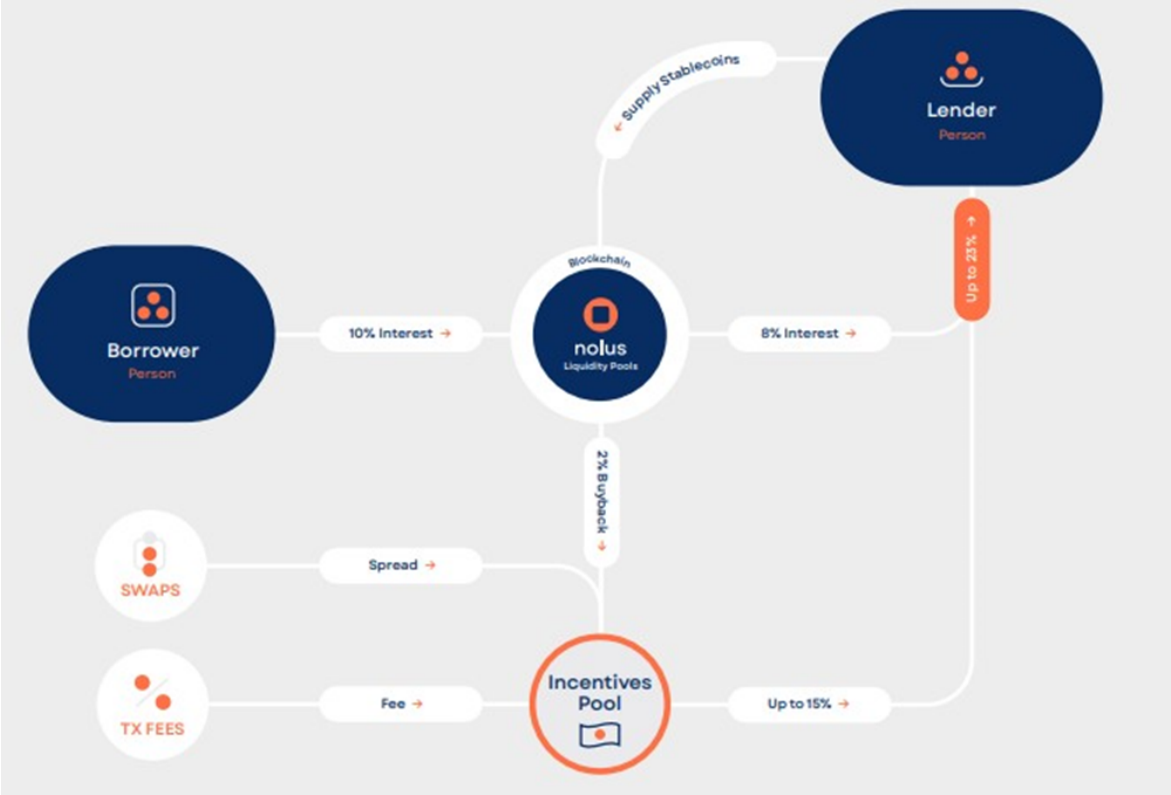 Supply Stablecoins ←
Lender
Person
Up to 23% →
Blockchain
nolus
Liquidity Pools
Borrower
Person
10% Interest →
8% Interest →
2% Buyback →
SWAPS
Spread →
TX FEES
Fee →
Incentives
Pool
Up to 15% →